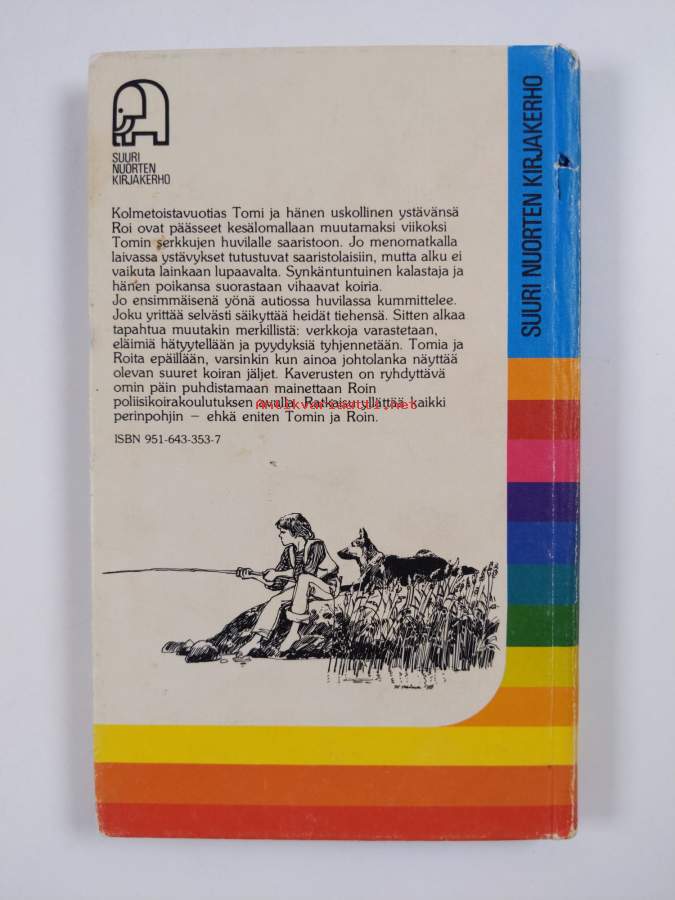 SUURI
NUORTEN
KIRJAKERHO
Kolmetoistavuotias Tomi ja hänen uskollinen ystävänsä
Roi ovat päässeet kesälomallaan muutamaksi viikoksi
Tomin serkkujen huvilalle saaristoon. Jo menomatkalla
laivassa ystävykset tutustuvat saaristolaisiin, mutta alku ei
vaikuta lainkaan lupaavalta. Synkäntuntuinen kalastaja ja
hänen poikansa suorastaan vihaavat koiria.
Jo ensimmäisenä yönä autiossa huvilassa kummittelee.
Joku yrittää selvästi säikyttää heidät tiehensä. Sitten alkaa
tapahtua muutakin merkillistä: verkkoja varastetaan,
eläimiä hätyytellään ja pyydyksiä tyhjennetään. Tomia ja
Roita epäillään, varsinkin kun ainoa johtolanka näyttää
olevan suuret koiran jäljet. Kaverusten on ryhdyttävä
omin päin puhdistamaan mainettaan Roin
poliisikoirakoulutuksen avulla. Ratkaisu yllättää kaikki
perinpohjin – ehkä eniten Tomin ja Roin.
Antikvariaatti.net
ISBN 951-643-353-7
SUURI NUORTEN KIRJAKERHO